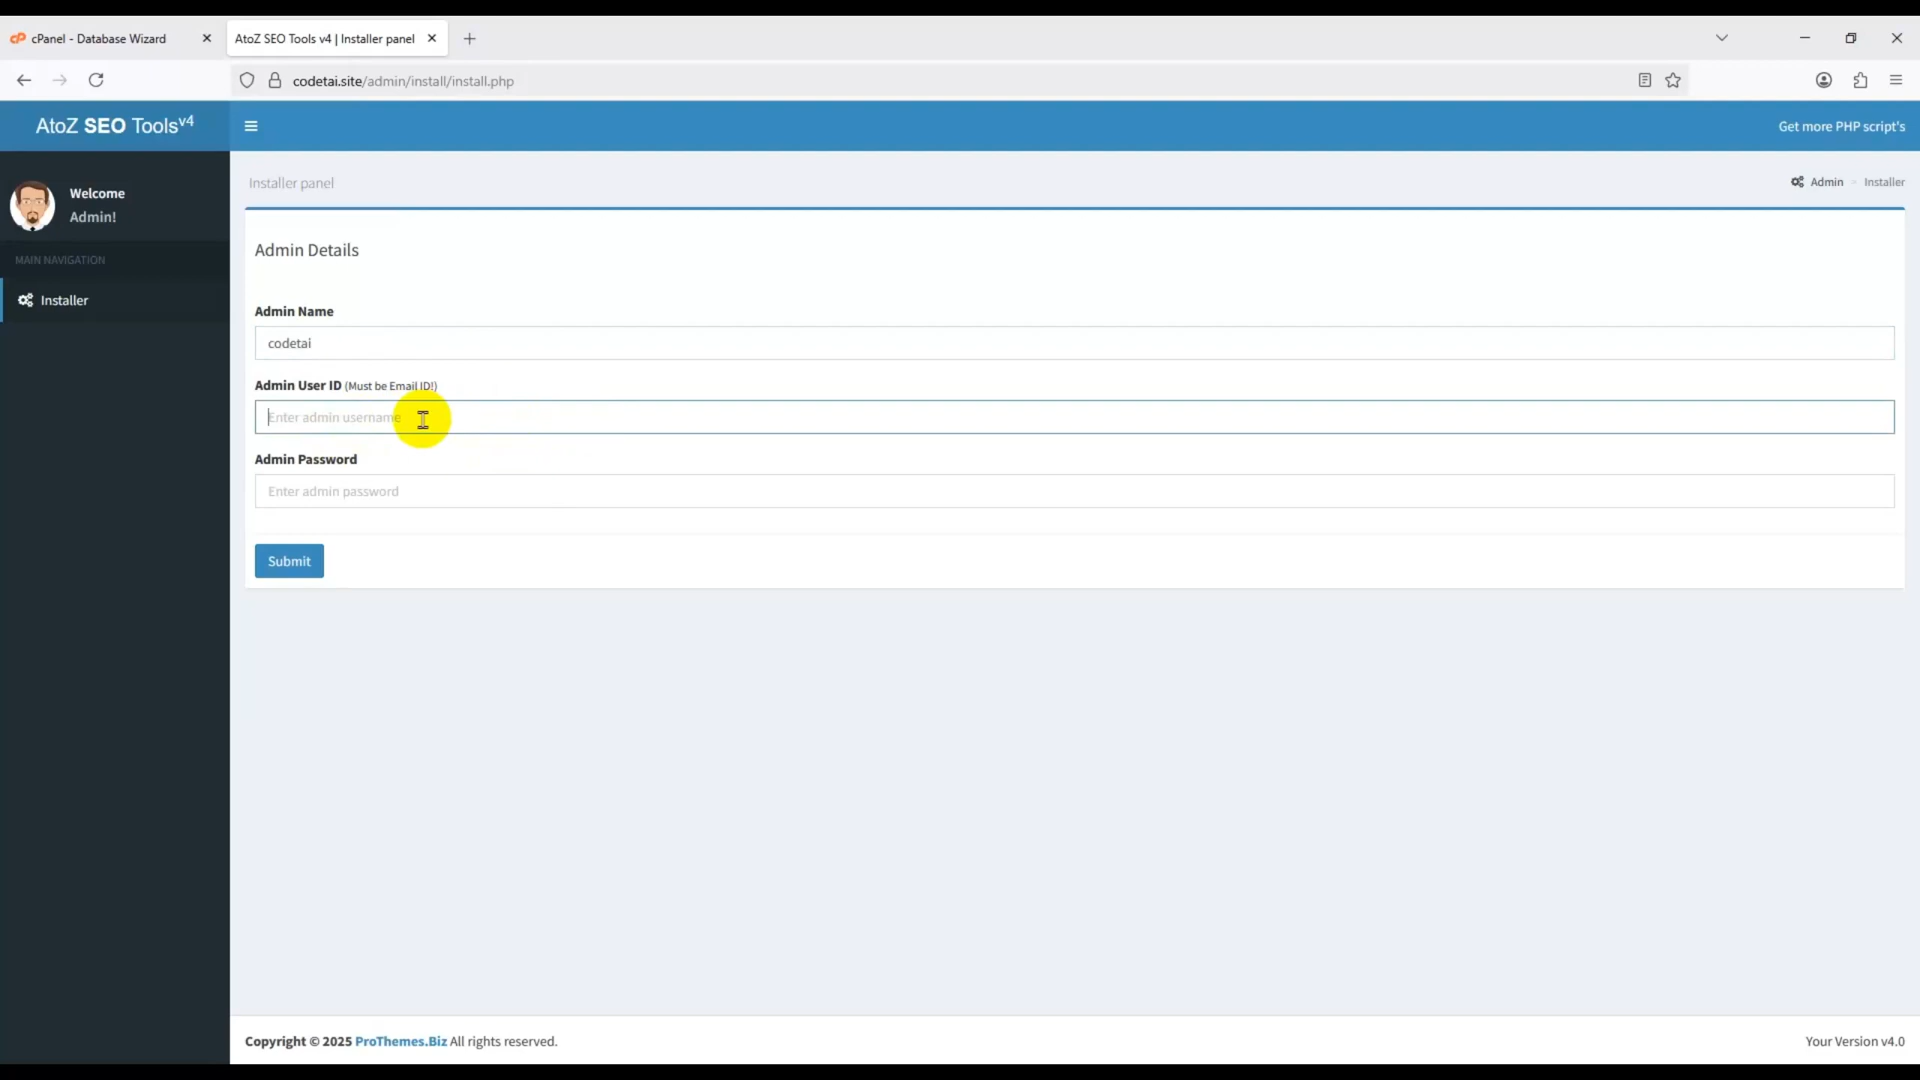 cPanel - Database Wizard
AtoZ SEO Tools v4 | Installer panel
codetai.site/admin/install/install.php
AtoZ SEO Tools v4
Get more PHP script's
Welcome
Admin!
Installer panel
Admin > Installer
MAIN NAVIGATION
Installer
Admin Details
Admin Name
codetai
Admin User ID (Must be Email ID!)
Enter admin username
Admin Password
Enter admin password
Submit
Copyright © 2025 ProThemes.Biz All rights reserved.
Your Version v4.0